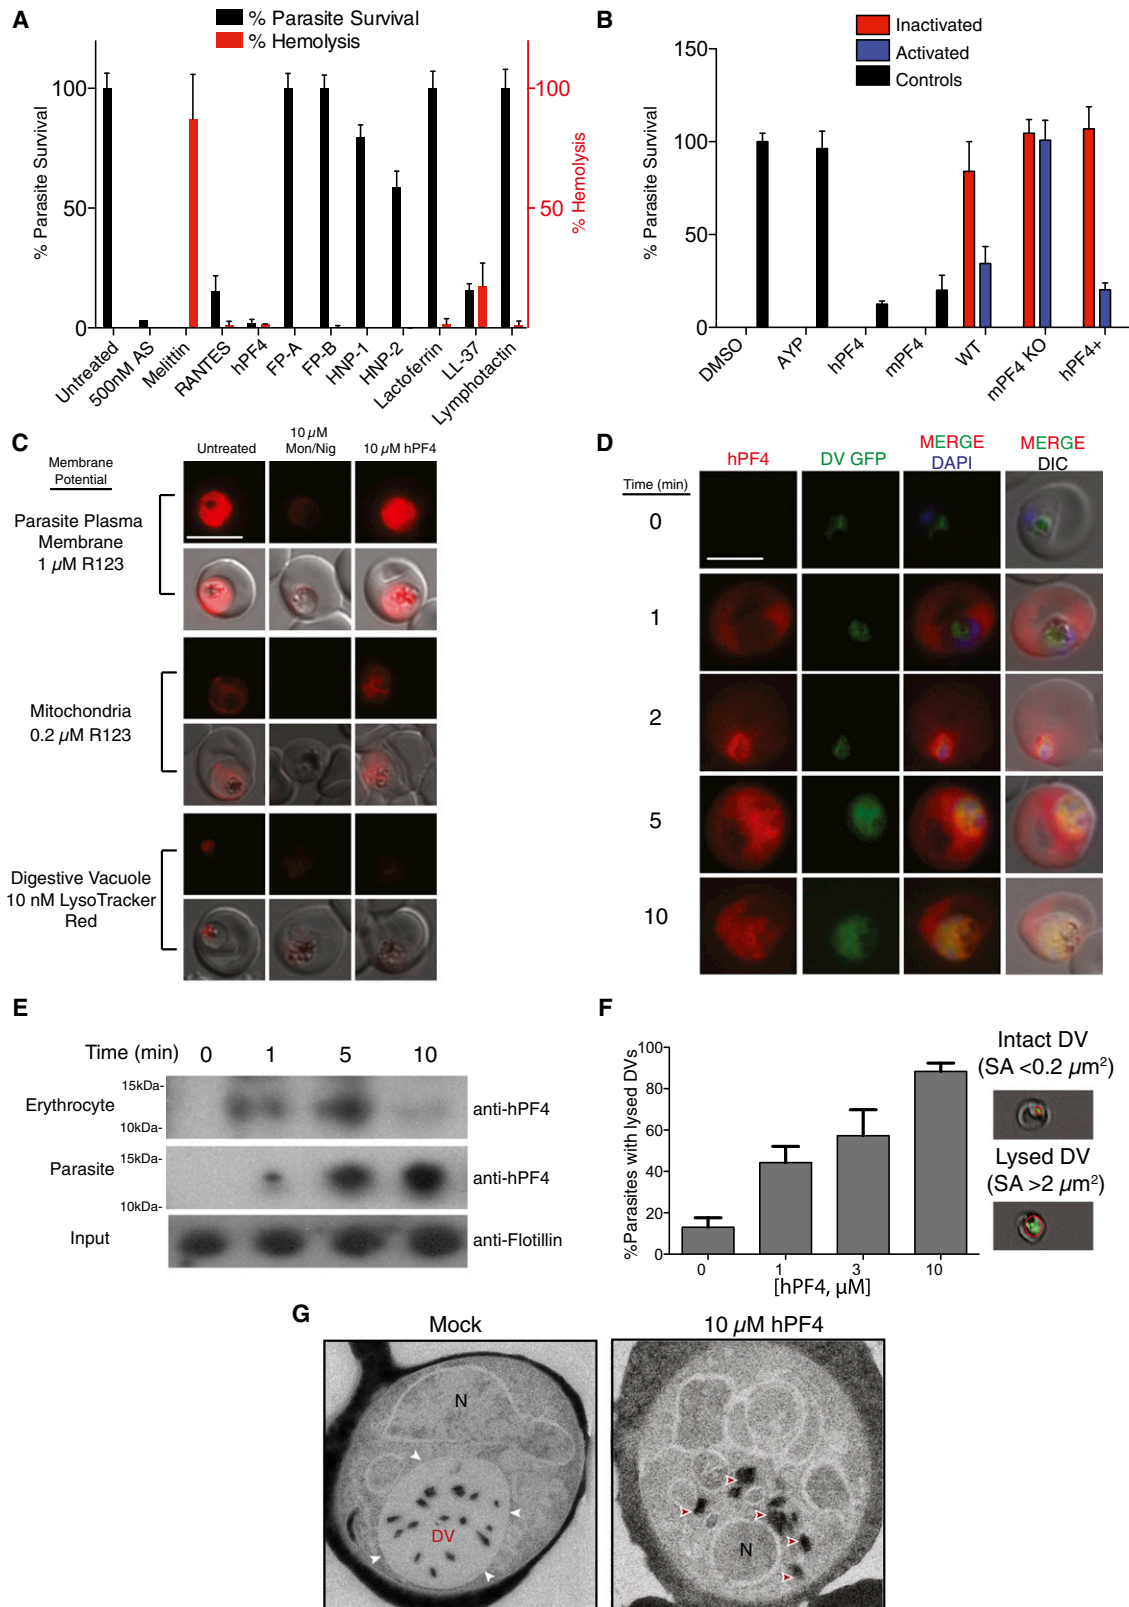 A
% Parasite Survival
% Hemolysis
% Parasite Survival
100
50
0
100
50
% Hemolysis
Untreated
500nM AS
Melittin
RANTES
hPF4
FP-A
FP-B
HNP-1
HNP-2
Lactoferrin
LL-37
Lymphotactin
B
Inactivated
Activated
Controls
% Parasite Survival
150
100
50
0
DMSO
AYP
hPF4
mPF4
WT
mPF4 KO
hPF4+
C
Membrane
Potential
Untreated
10 µM
Mon/Nig
10 µM hPF4
Parasite Plasma
Membrane
1 µM R123
Mitochondria
0.2 µM R123
Digestive Vacuole
10 nM LysoTracker
Red
D
hPF4
DV GFP
MERGE
DAPI
MERGE
DIC
Time (min)
0
1
2
5
10
E
Time (min) 0 1 5 10
Erythrocyte
15kDa-
10kDa-
anti-hPF4
Parasite
15kDa-
10kDa-
anti-hPF4
Input
anti-Flotillin
F
%Parasites with lysed DVs
100
80
60
40
20
0
0 1 3 10
[hPF4, µM]
Intact DV
(SA <0.2 µm²)
Lysed DV
(SA >2 µm²)
G
Mock
10 µM hPF4
N
DV
N